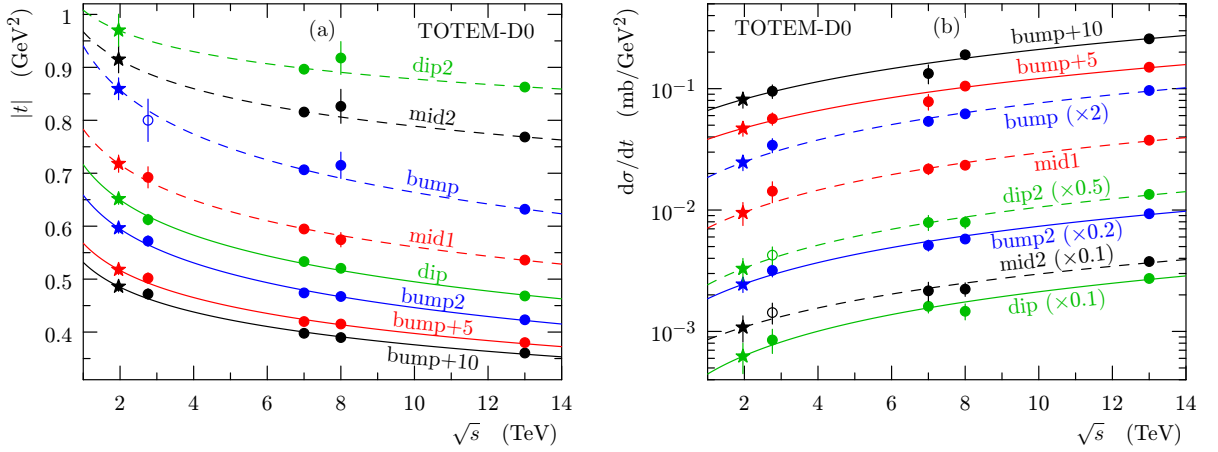 (a) TOTEM-D0
|t| (GeV²)
1
0.9
0.8
0.7
0.6
0.5
0.4
dip2
mid2
bump
mid1
dip
bump2
bump+5
bump+10
2 4 6 8 10 12 14
√s (TeV)
TOTEM-D0 (b)
dσ/dt (mb/GeV²)
10⁻¹
10⁻²
10⁻³
bump+10
bump+5
bump (×2)
mid1
dip2 (×0.5)
bump2 (×0.2)
mid2 (×0.1)
dip (×0.1)
2 4 6 8 10 12 14
√s (TeV)